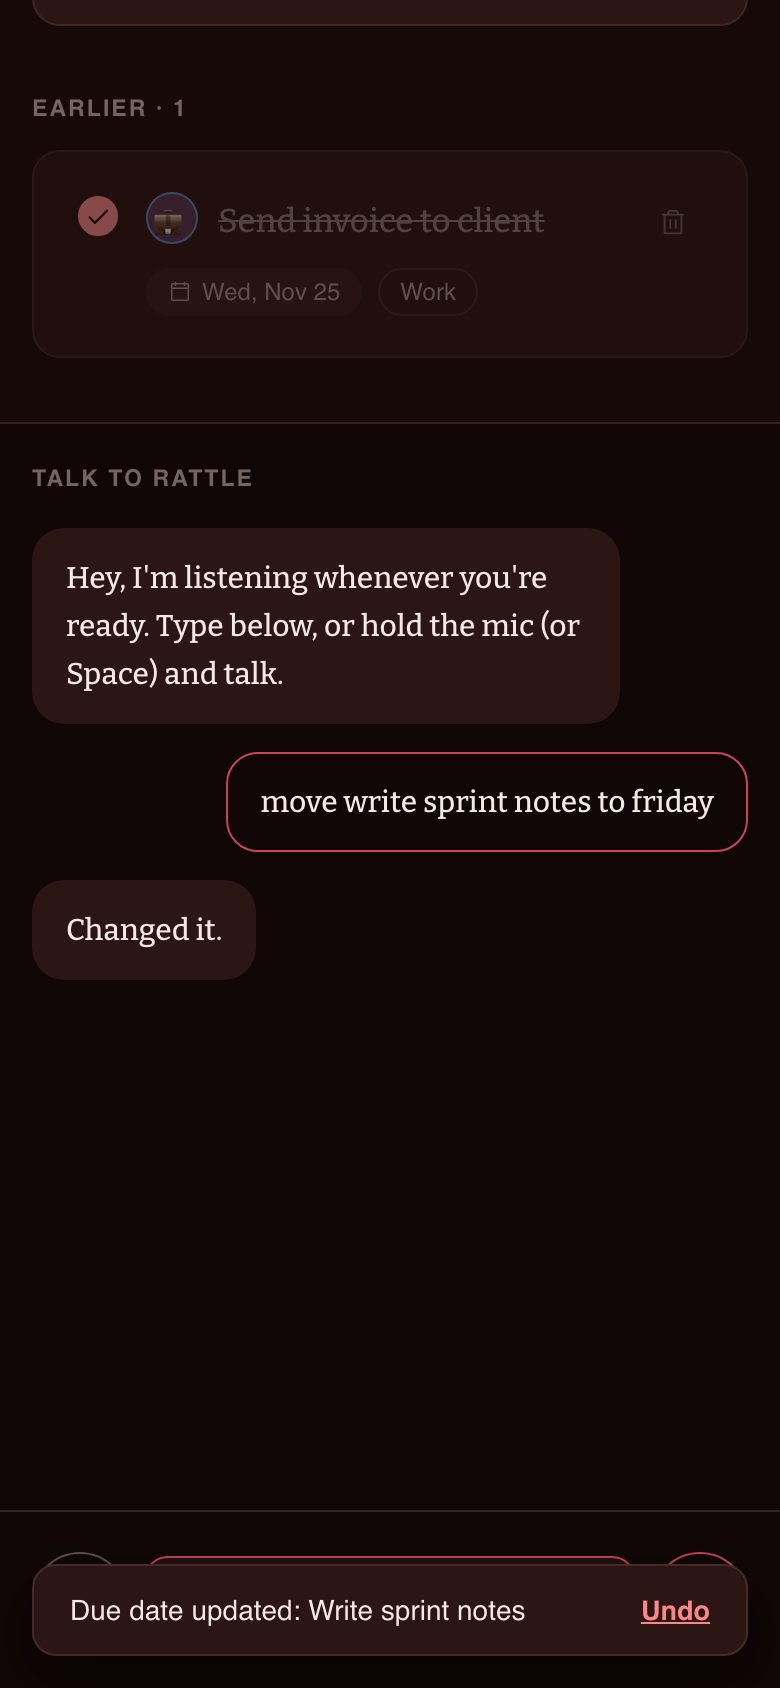 EARLIER · 1
Send invoice to client
Wed, Nov 25
Work
TALK TO RATTLE
Hey, I'm listening whenever you're
ready. Type below, or hold the mic (or
Space) and talk.
move write sprint notes to friday
Changed it.
Due date updated: Write sprint notes
Undo